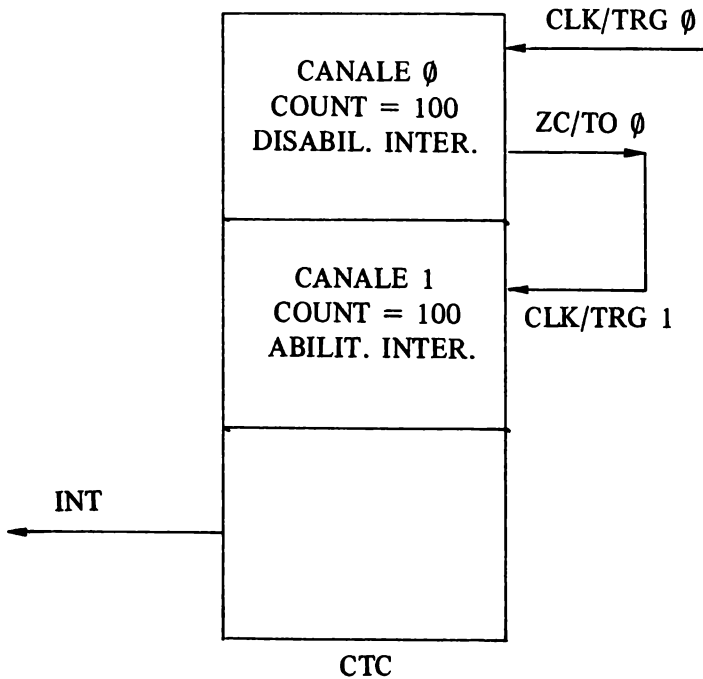 CLK/TRG Ø
CANALE Ø
COUNT = 100
DISABIL. INTER.
ZC/TO Ø
CANALE 1
COUNT = 100
ABILIT. INTER.
CLK/TRG 1
INT
CTC